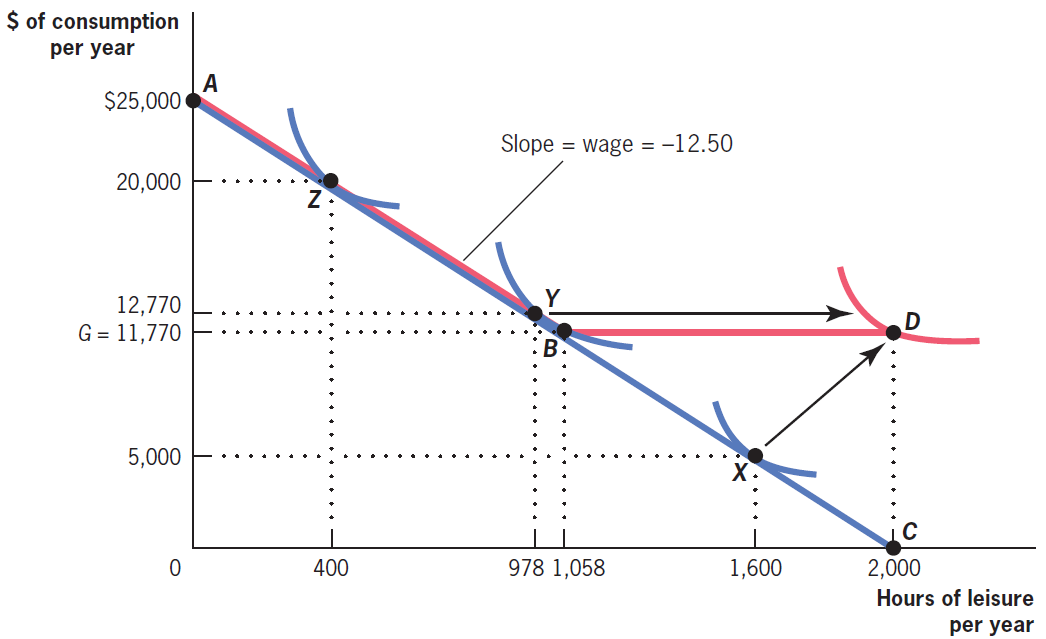 $ of consumption
per year
A
$25,000
Slope = wage = –12.50
20,000
Z
12,770
Y
G = 11,770
B
D
5,000
X
C
0
400
978 1,058
1,600
2,000
Hours of leisure
per year